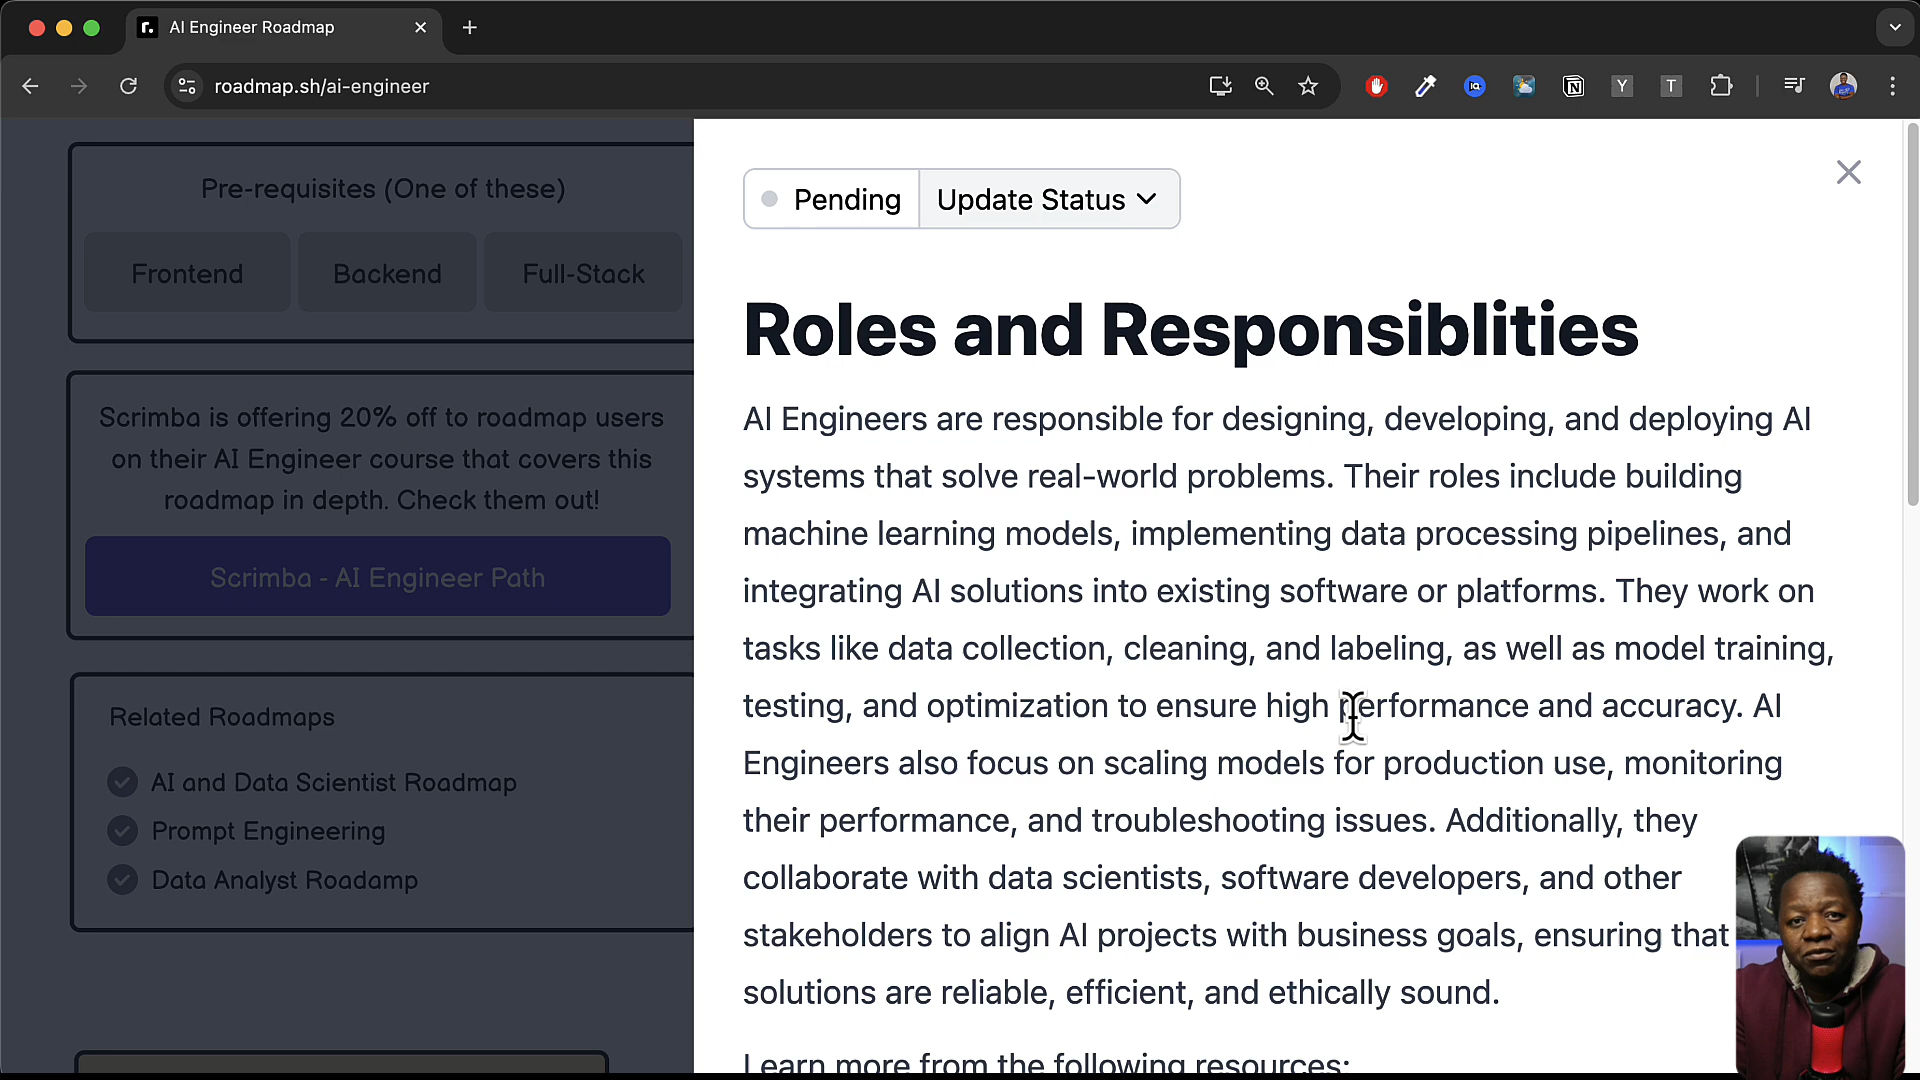 AI Engineer Roadmap
roadmap.sh/ai-engineer
IQ
N
Y
T
Pre-requisites (One of these)
Frontend
Backend
Full-Stack
Scrimba is offering 20% off to roadmap users
on their AI Engineer course that covers this
roadmap in depth. Check them out!
Scrimba - AI Engineer Path
Related Roadmaps
AI and Data Scientist Roadmap
Prompt Engineering
Data Analyst Roadamp
Pending
Update Status
Roles and Responsiblities
AI Engineers are responsible for designing, developing, and deploying AI
systems that solve real-world problems. Their roles include building
machine learning models, implementing data processing pipelines, and
integrating AI solutions into existing software or platforms. They work on
tasks like data collection, cleaning, and labeling, as well as model training,
testing, and optimization to ensure high performance and accuracy. AI
Engineers also focus on scaling models for production use, monitoring
their performance, and troubleshooting issues. Additionally, they
collaborate with data scientists, software developers, and other
stakeholders to align AI projects with business goals, ensuring that
solutions are reliable, efficient, and ethically sound.
Learn more from the following resources: